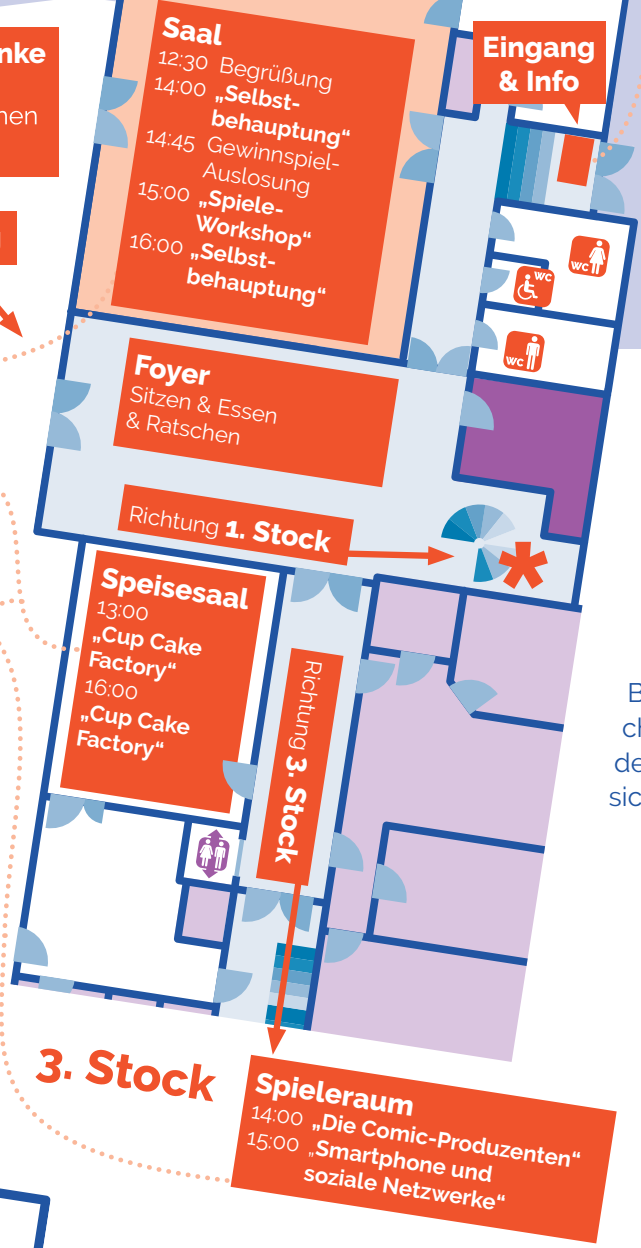 Saal
12:30 Begrüßung
14:00 „Selbst-
behauptung“
14:45 Gewinnspiel-
Auslosung
15:00 „Spiele-
Workshop“
16:00 „Selbst-
behauptung“
Eingang
& Info
WC
WC
WC
Foyer
Sitzen & Essen
& Ratschen
Richtung 1. Stock
*
Speisesaal
13:00
„Cup Cake
Factory“
16:00
„Cup Cake
Factory“
Richtung 3. Stock
3. Stock
Spieleraum
14:00 „Die Comic-Produzenten“
15:00 „Smartphone und
soziale Netzwerke“